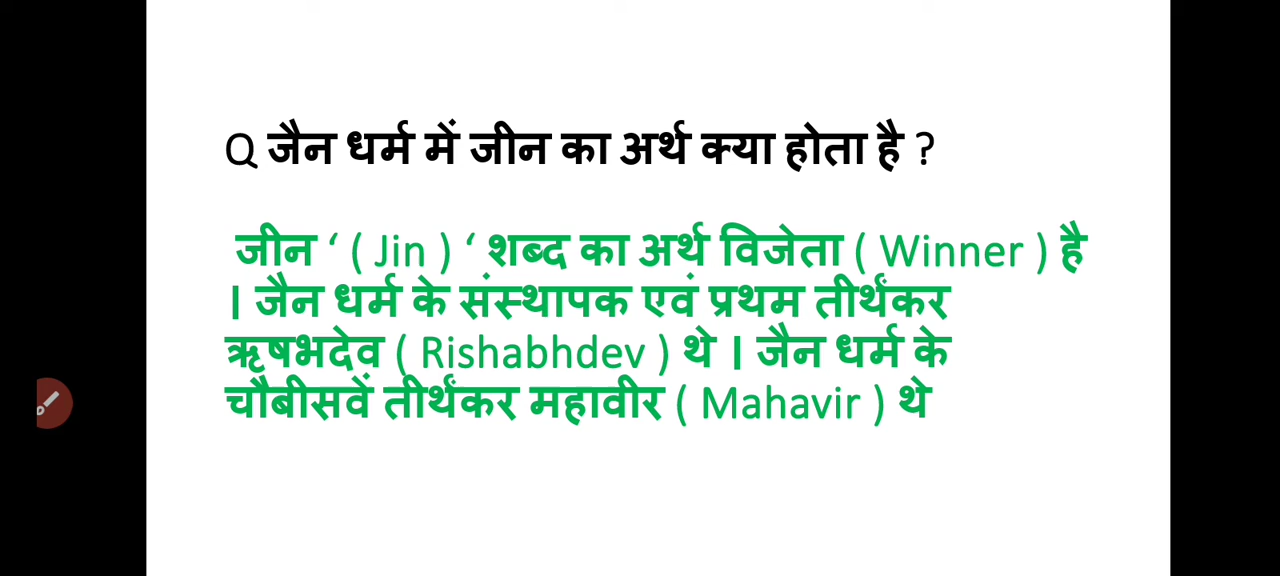 Q जैन धर्म में जीन का अर्थ क्या होता है ?
जीन ‘ ( Jin ) ‘ शब्द का अर्थ विजेता ( Winner ) है
। जैन धर्म के संस्थापक एवं प्रथम तीर्थंकर
ऋषभदेव ( Rishabhdev ) थे । जैन धर्म के
चौबीसवें तीर्थंकर महावीर ( Mahavir ) थे